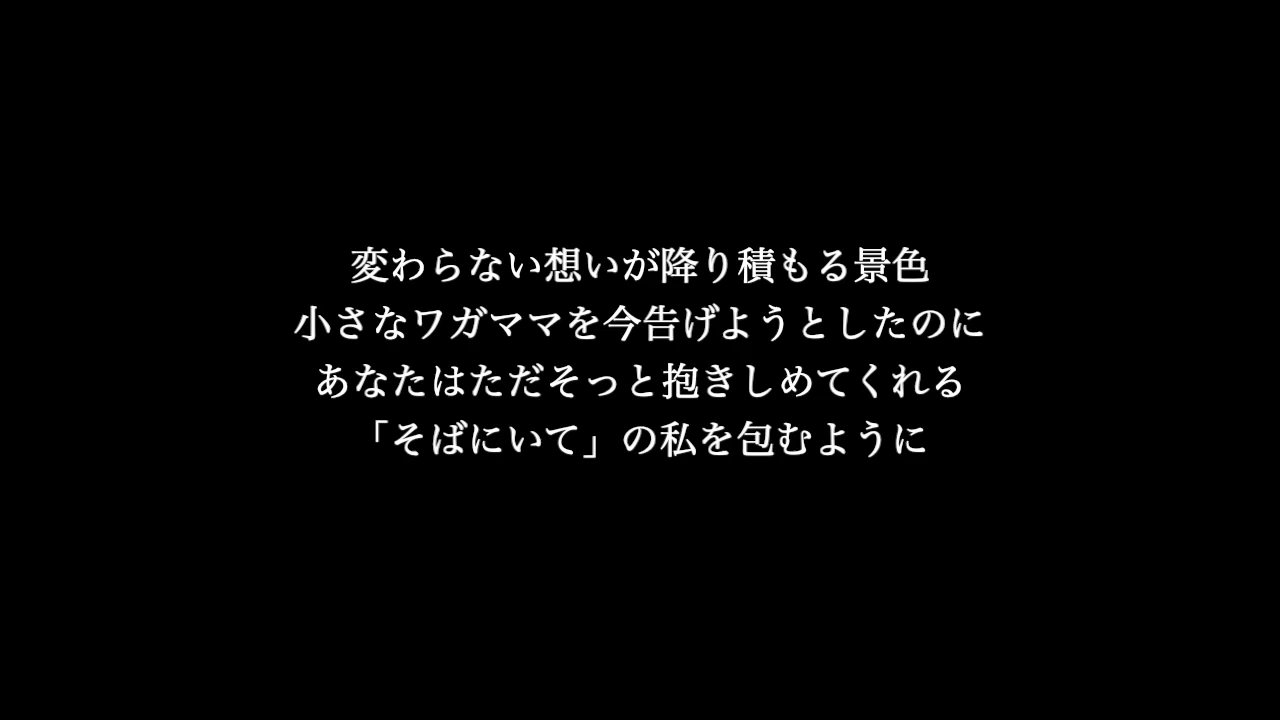 変わらない想いが降り積もる景色
小さなワガママを今告げようとしたのに
あなたはただそっと抱きしめてくれる
「そばにいて」の私を包むように